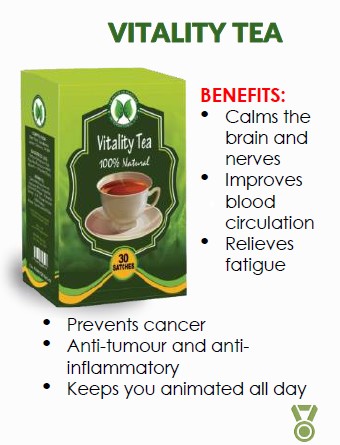 VITALITY TEA
Vitality Tea
100% Natural
30
SATCHES
BENEFITS:
• Calms the
brain and
nerves
• Improves
blood
circulation
• Relieves
fatigue
• Prevents cancer
• Anti-tumour and anti-
inflammatory
• Keeps you animated all day